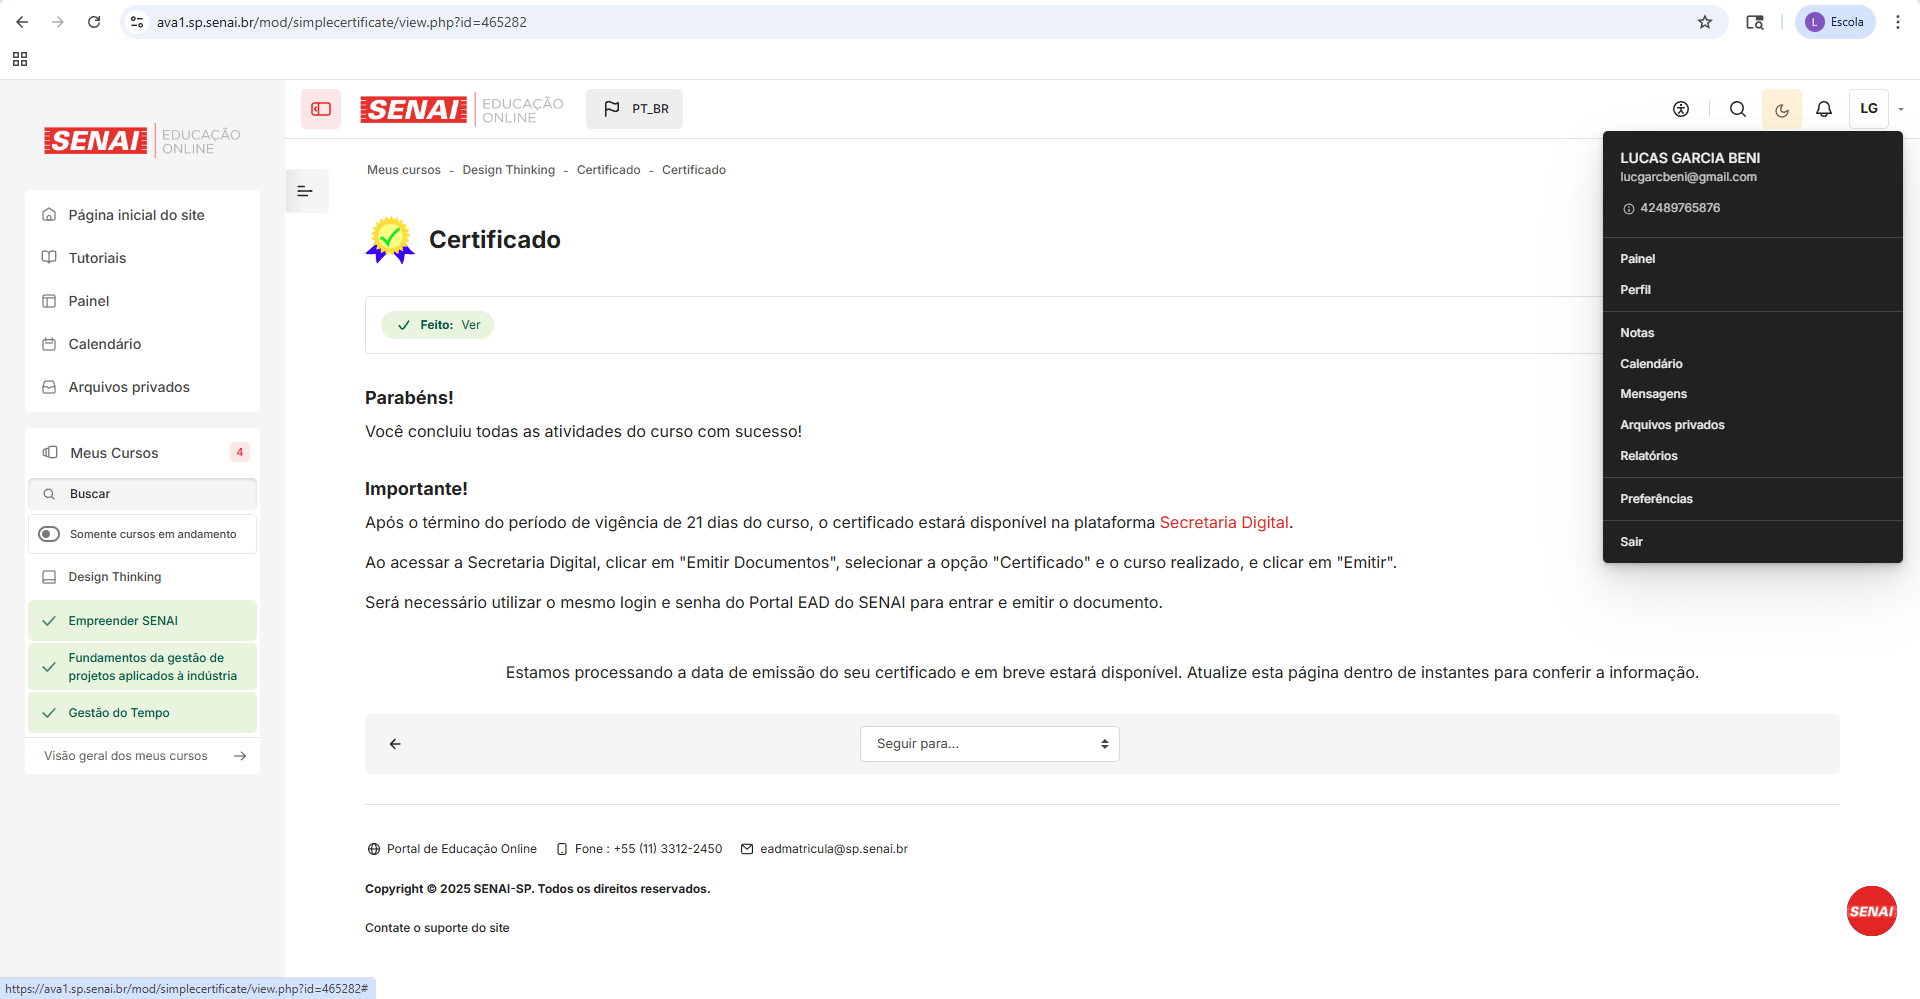 ava1.sp.senai.br/mod/simplecertificate/view.php?id=465282
L Escola
SENAI EDUCAÇÃO ONLINE
Página inicial do site
Tutoriais
Painel
Calendário
Arquivos privados
Meus Cursos 4
Buscar
Somente cursos em andamento
Design Thinking
Empreender SENAI
Fundamentos da gestão de
projetos aplicados à indústria
Gestão do Tempo
Visão geral dos meus cursos
SENAI EDUCAÇÃO ONLINE
PT_BR
LG
Meus cursos - Design Thinking - Certificado - Certificado
Certificado
Feito: Ver
Parabéns!
Você concluiu todas as atividades do curso com sucesso!
Importante!
Após o término do período de vigência de 21 dias do curso, o certificado estará disponível na plataforma Secretaria Digital.
Ao acessar a Secretaria Digital, clicar em "Emitir Documentos", selecionar a opção "Certificado" e o curso realizado, e clicar em "Emitir".
Será necessário utilizar o mesmo login e senha do Portal EAD do SENAI para entrar e emitir o documento.
Estamos processando a data de emissão do seu certificado e em breve estará disponível. Atualize esta página dentro de instantes para conferir a informação.
Seguir para...
LUCAS GARCIA BENI
lucgarcbeni@gmail.com
42489765876
Painel
Perfil
Notas
Calendário
Mensagens
Arquivos privados
Relatórios
Preferências
Sair
Portal de Educação Online Fone : +55 (11) 3312-2450 eadmatricula@sp.senai.br
Copyright © 2025 SENAI-SP. Todos os direitos reservados.
Contate o suporte do site
SENAI
https://ava1.sp.senai.br/mod/simplecertificate/view.php?id=465282#